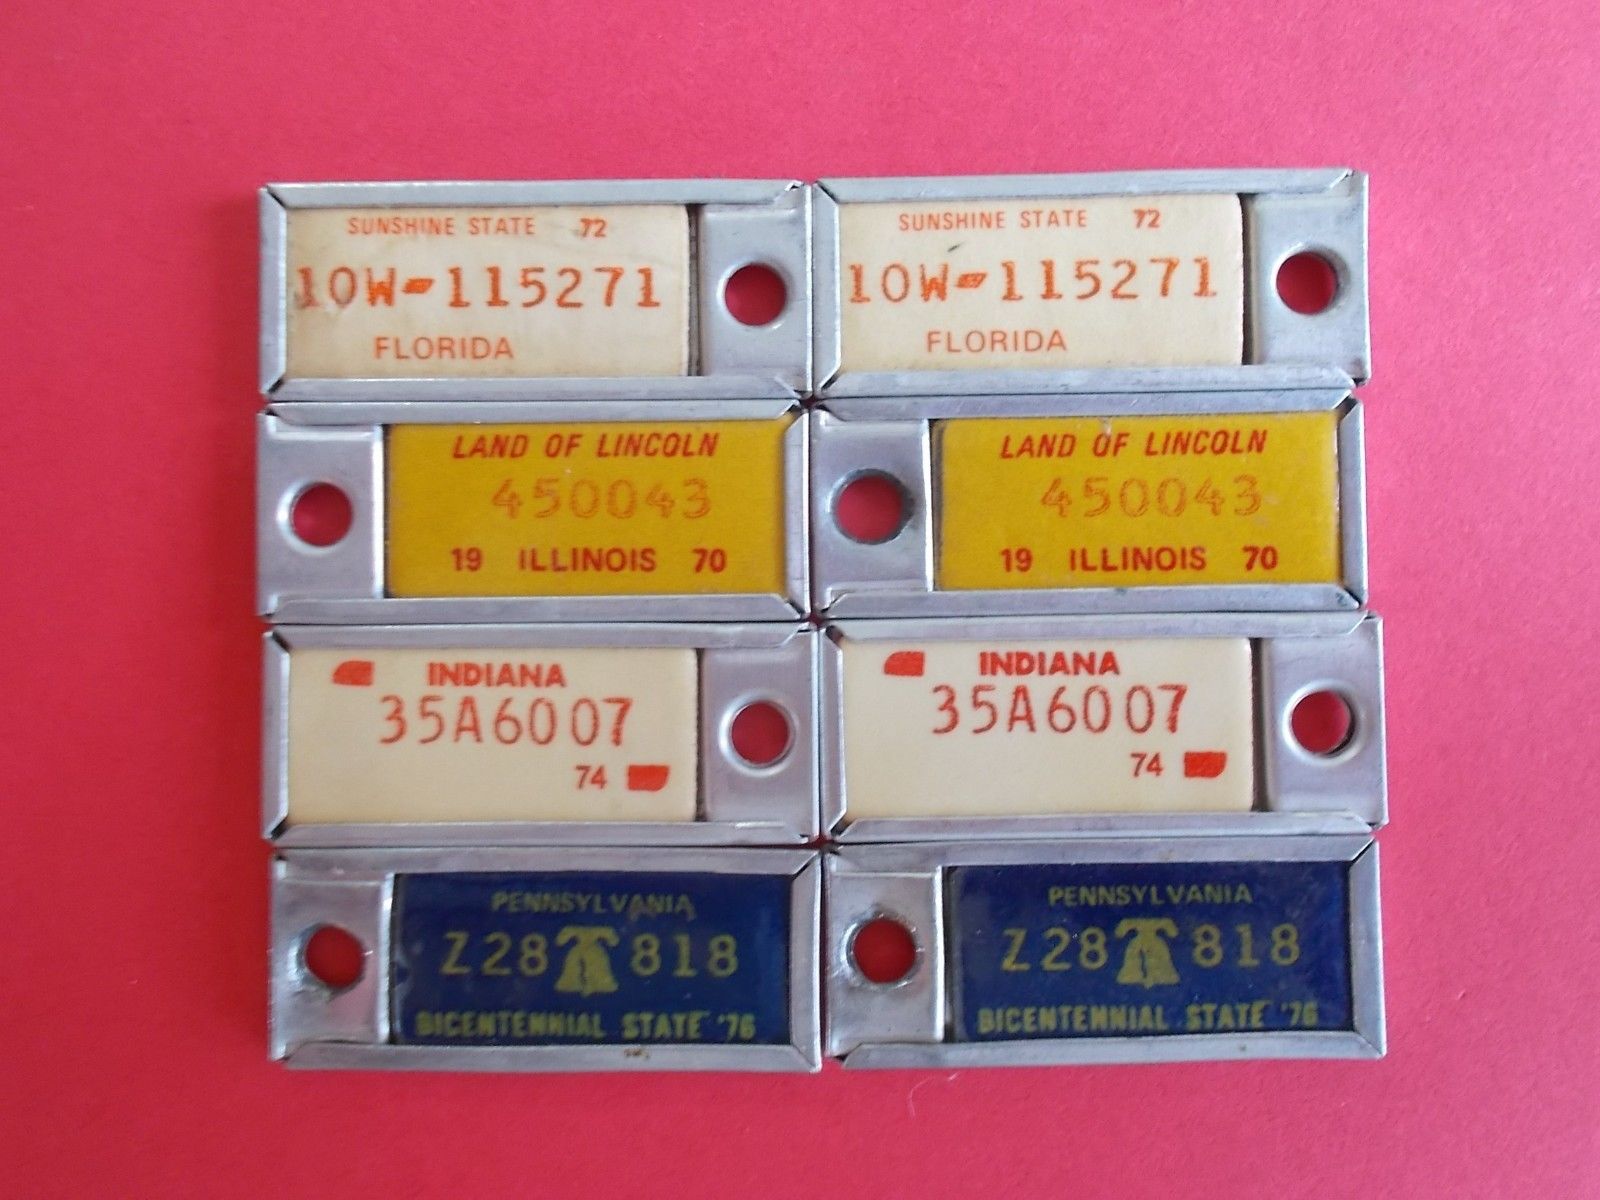 SUNSHINE STATE 72
10W-115271
FLORIDA
SUNSHINE STATE 72
10W-115271
FLORIDA
LAND OF LINCOLN
450043
19 ILLINOIS 70
LAND OF LINCOLN
450043
19 ILLINOIS 70
INDIANA
35A6007
74
INDIANA
35A6007
74
PENNSYLVANIA
Z28 818
BICENTENNIAL STATE '76
PENNSYLVANIA
Z28 818
BICENTENNIAL STATE '76